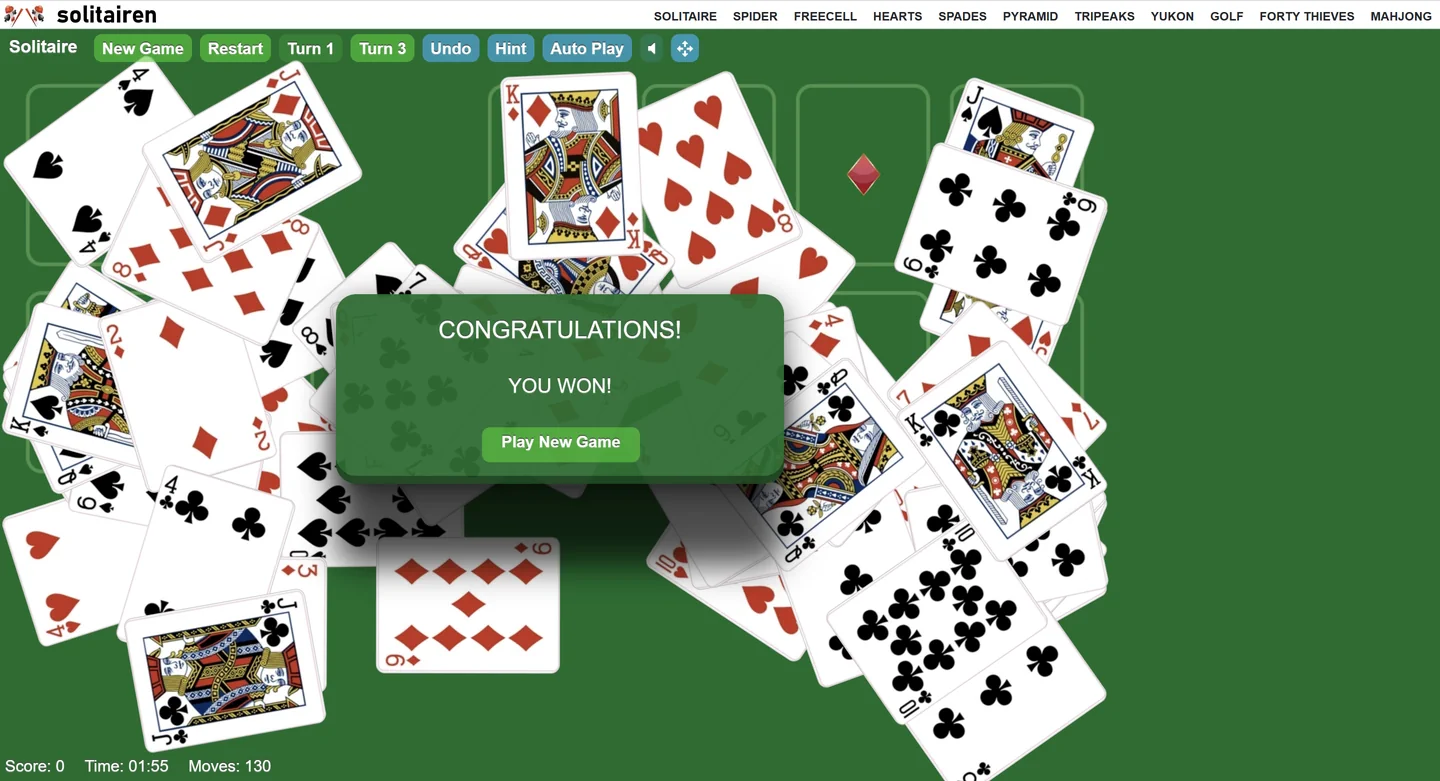 solitairen
SOLITAIRE SPIDER FREECELL HEARTS SPADES PYRAMID TRIPEAKS YUKON GOLF FORTY THIEVES MAHJONG
Solitaire New Game Restart Turn 1 Turn 3 Undo Hint Auto Play
CONGRATULATIONS!
YOU WON!
Play New Game
Score: 0 Time: 01:55 Moves: 130